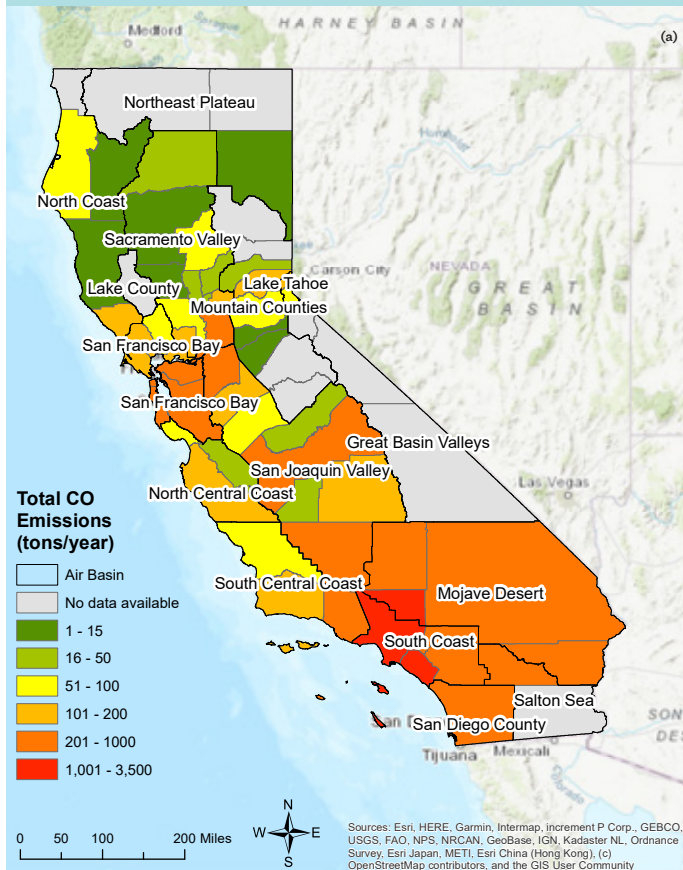 HARNEY BASIN
Medford
(a)
Northeast Plateau
Humboldt
North Coast
Sacramento Valley
Carson City
NEVADA
GREAT
BASIN
Lake County
Lake Tahoe
Mountain Counties
San Francisco Bay
San Francisco Bay
Great Basin Valleys
San Joaquin Valley
Las Vegas
North Central Coast
Total CO
Emissions
(tons/year)
Air Basin
No data available
1 - 15
16 - 50
51 - 100
101 - 200
201 - 1000
1,001 - 3,500
South Central Coast
Mojave Desert
South Coast
Salton Sea
San Diego County
SON
DES
Tijuana
Mexicali
Colorado
N
W
E
S
0 50 100 200 Miles
Sources: Esri, HERE, Garmin, Intermap, increment P Corp., GEBCO,
USGS, FAO, NPS, NRCAN, GeoBase, IGN, Kadaster NL, Ordnance
Survey, Esri Japan, METI, Esri China (Hong Kong), (c)
OpenStreetMap contributors, and the GIS User Community